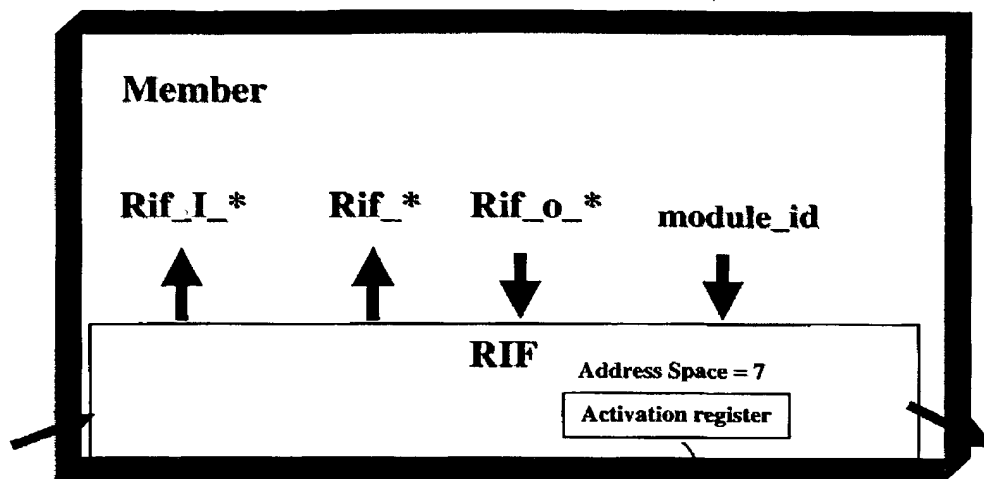 Member
Rif_I_* Rif_* Rif_o_* module_id
RIF
Address Space = 7
Activation register